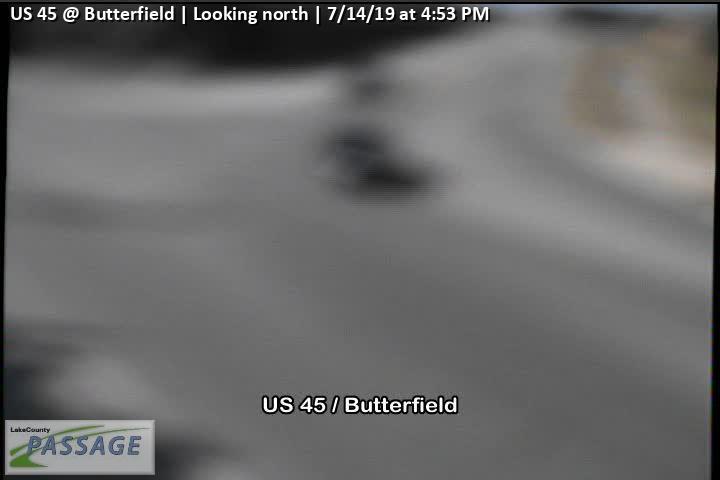 US 45 @ Butterfield | Looking north | 7/14/19 at 4:53 PM
US 45 / Butterfield
LakeCounty
PASSAGE